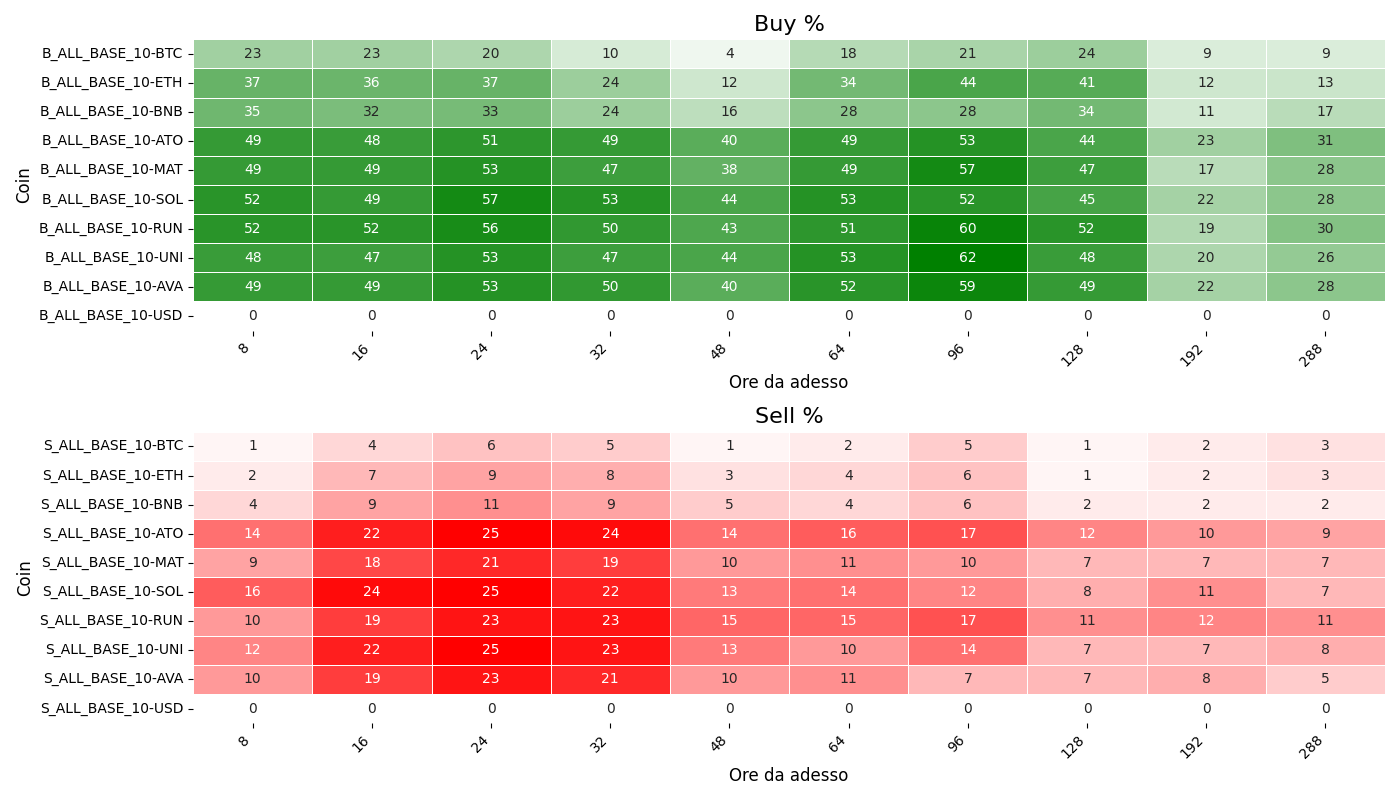 Buy %
Coin
B_ALL_BASE_10-BTC 23 23 20 10 4 18 21 24 9 9
B_ALL_BASE_10-ETH 37 36 37 24 12 34 44 41 12 13
B_ALL_BASE_10-BNB 35 32 33 24 16 28 28 34 11 17
B_ALL_BASE_10-ATO 49 48 51 49 40 49 53 44 23 31
B_ALL_BASE_10-MAT 49 49 53 47 38 49 57 47 17 28
B_ALL_BASE_10-SOL 52 49 57 53 44 53 52 45 22 28
B_ALL_BASE_10-RUN 52 52 56 50 43 51 60 52 19 30
B_ALL_BASE_10-UNI 48 47 53 47 44 53 62 48 20 26
B_ALL_BASE_10-AVA 49 49 53 50 40 52 59 49 22 28
B_ALL_BASE_10-USD 0 0 0 0 0 0 0 0 0 0
8 16 24 32 48 64 96 128 192 288
Ore da adesso
Sell %
Coin
S_ALL_BASE_10-BTC 1 4 6 5 1 2 5 1 2 3
S_ALL_BASE_10-ETH 2 7 9 8 3 4 6 1 2 3
S_ALL_BASE_10-BNB 4 9 11 9 5 4 6 2 2 2
S_ALL_BASE_10-ATO 14 22 25 24 14 16 17 12 10 9
S_ALL_BASE_10-MAT 9 18 21 19 10 11 10 7 7 7
S_ALL_BASE_10-SOL 16 24 25 22 13 14 12 8 11 7
S_ALL_BASE_10-RUN 10 19 23 23 15 15 17 11 12 11
S_ALL_BASE_10-UNI 12 22 25 23 13 10 14 7 7 8
S_ALL_BASE_10-AVA 10 19 23 21 10 11 7 7 8 5
S_ALL_BASE_10-USD 0 0 0 0 0 0 0 0 0 0
8 16 24 32 48 64 96 128 192 288
Ore da adesso